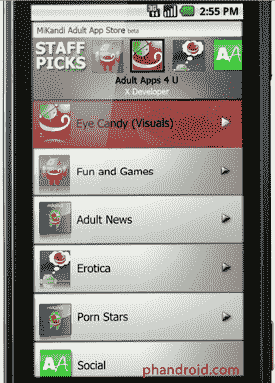 2:55 PM
MiKandi Adult App Store beta
STAFF
PICKS
AA
Adult Apps 4 U
X Developer
Eye Candy (Visuals)
Fun and Games
Adult News
Erotica
Porn Stars
AA
Social
phandroid.com